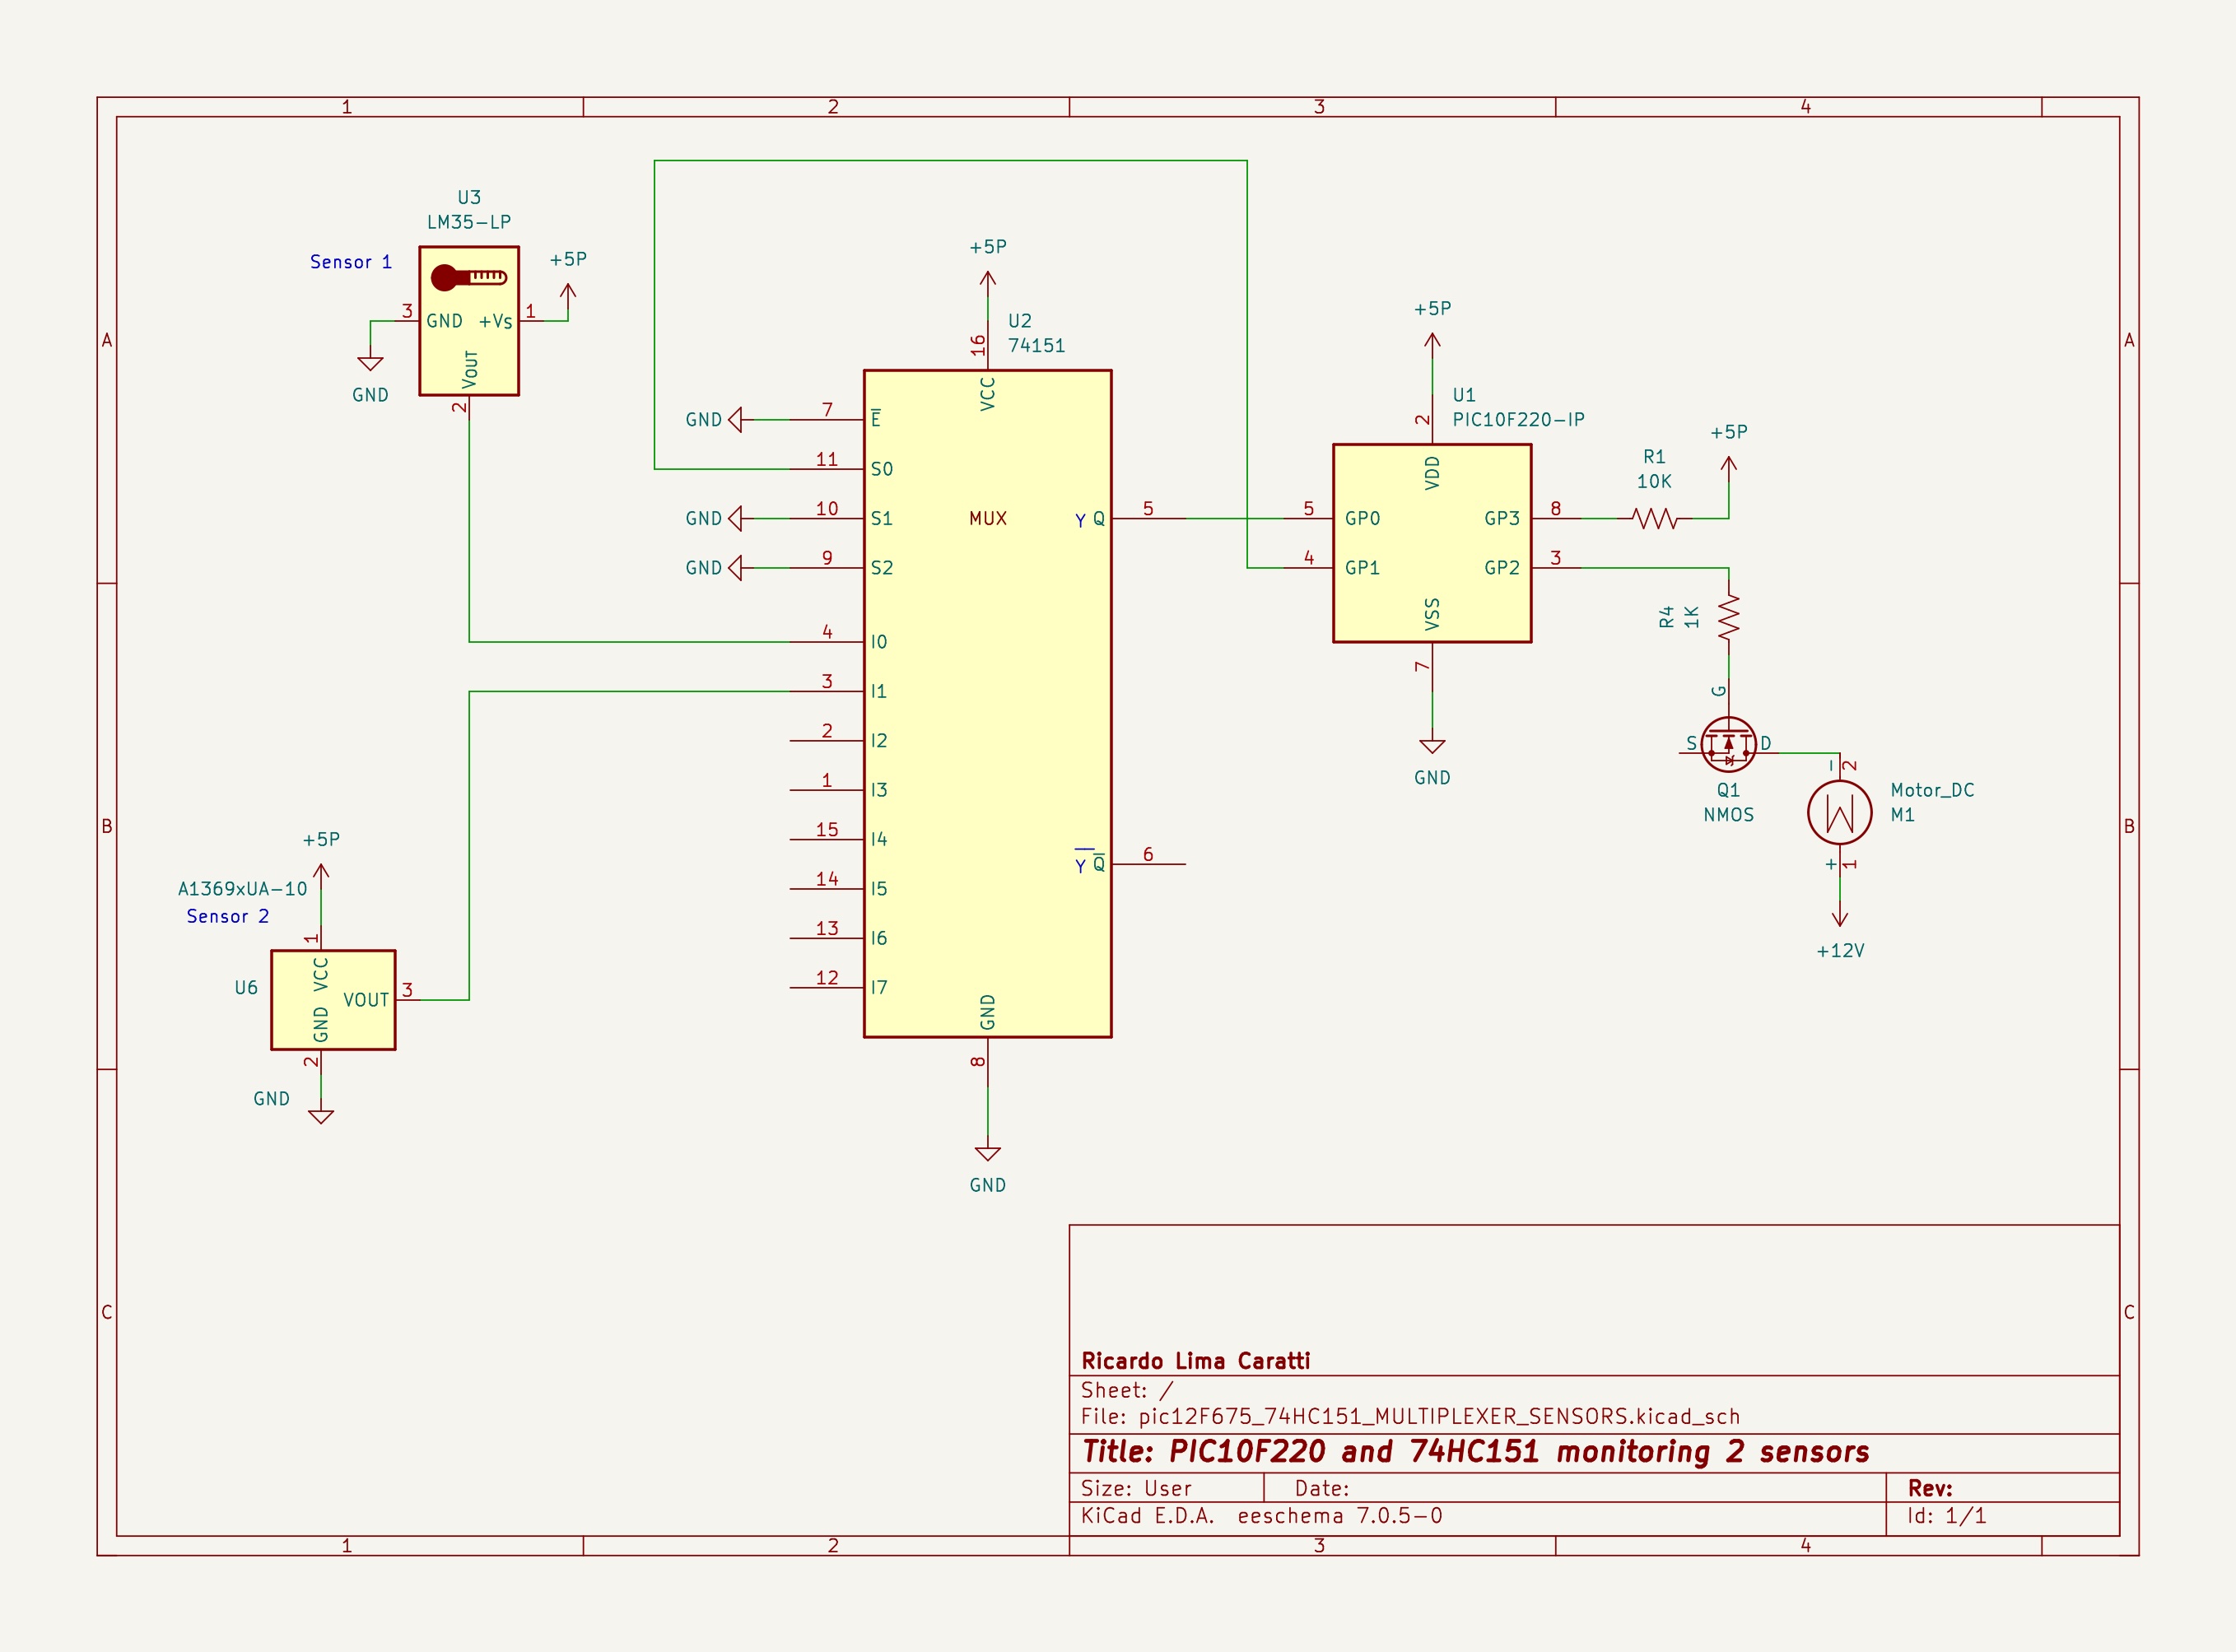 1 2 3 4
A A
B B
C C
U3
LM35-LP
Sensor 1
+5P
3 GND +Vs 1
Vout
2
GND
+5P
U2
74151
16
VCC
GND 7 E̅
11 S0
GND 10 S1
MUX
Y Q 5
GND 9 S2
4 I0
3 I1
2 I2
1 I3
15 I4
14 I5
13 I6
12 I7
Y̅ Q̅ 6
GND
8
GND
+5P
U1
PIC10F220-IP
2
VDD
5 GP0
4 GP1
GP3 8
GP2 3
VSS
7
GND
R1
10K
+5P
R4
1K
G
S D
Q1
NMOS
- 2
Motor_DC
M1
+ 1
+12V
+5P
A1369xUA-10
Sensor 2
1
VCC
U6
VOUT 3
GND
2
GND
Ricardo Lima Caratti
Sheet: /
File: pic12F675_74HC151_MULTIPLEXER_SENSORS.kicad_sch
Title: PIC10F220 and 74HC151 monitoring 2 sensors
Size: User Date: Rev:
KiCad E.D.A. eeschema 7.0.5-0 Id: 1/1
1 2 3 4